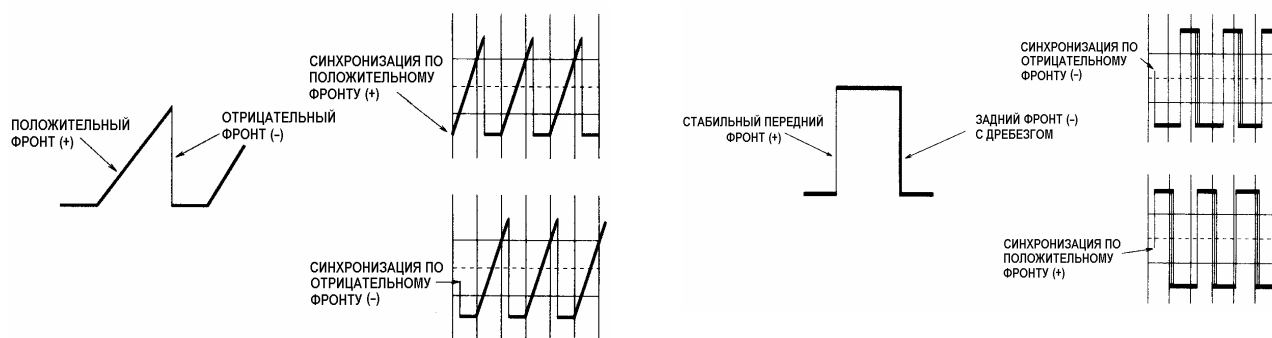 ПОЛОЖИТЕЛЬНЫЙ
ФРОНТ (+)
ОТРИЦАТЕЛЬНЫЙ
ФРОНТ (–)
СИНХРОНИЗАЦИЯ ПО
ПОЛОЖИТЕЛЬНОМУ
ФРОНТУ (+)
СИНХРОНИЗАЦИЯ ПО
ОТРИЦАТЕЛЬНОМУ
ФРОНТУ (–)
СТАБИЛЬНЫЙ ПЕРЕДНИЙ
ФРОНТ (+)
ЗАДНИЙ ФРОНТ (–)
С ДРЕБЕЗГОМ
СИНХРОНИЗАЦИЯ ПО
ОТРИЦАТЕЛЬНОМУ
ФРОНТУ (–)
СИНХРОНИЗАЦИЯ ПО
ПОЛОЖИТЕЛЬНОМУ
ФРОНТУ (+)